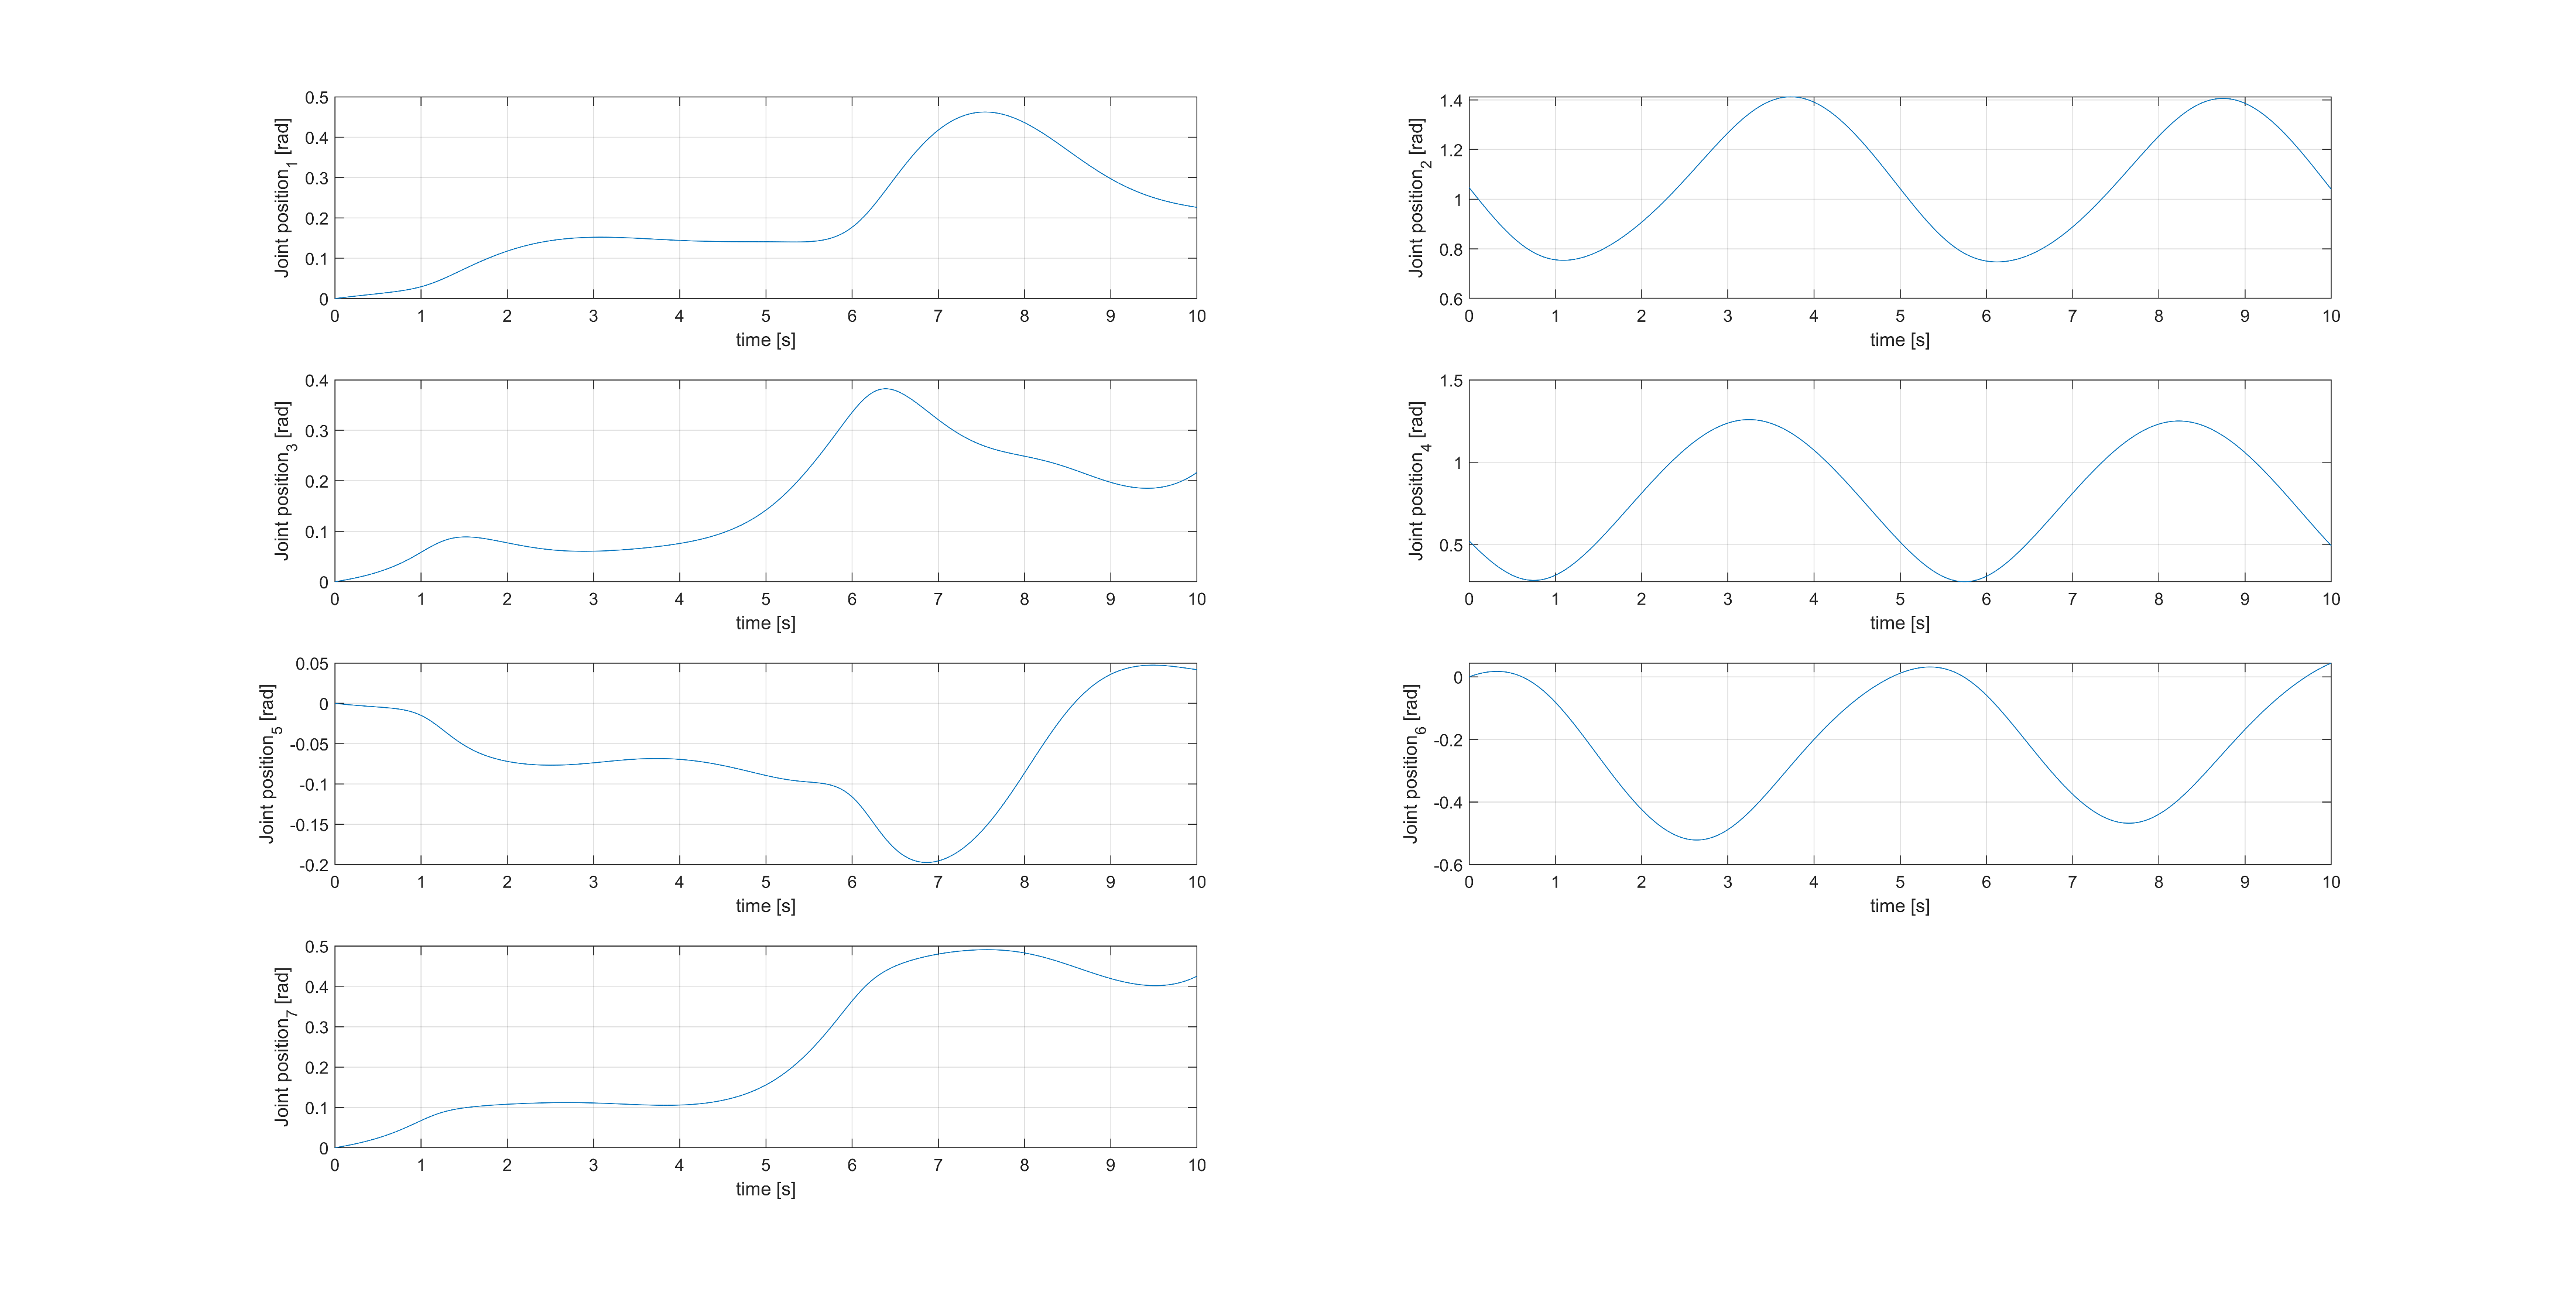 Joint position1 [rad]
0.5
0.4
0.3
0.2
0.1
0
0 1 2 3 4 5 6 7 8 9 10
time [s]
Joint position2 [rad]
1.4
1.2
1
0.8
0.6
0 1 2 3 4 5 6 7 8 9 10
time [s]
Joint position3 [rad]
0.4
0.3
0.2
0.1
0
0 1 2 3 4 5 6 7 8 9 10
time [s]
Joint position4 [rad]
1.5
1
0.5
0 1 2 3 4 5 6 7 8 9 10
time [s]
Joint position5 [rad]
0.05
0
-0.05
-0.1
-0.15
-0.2
0 1 2 3 4 5 6 7 8 9 10
time [s]
Joint position6 [rad]
0
-0.2
-0.4
-0.6
0 1 2 3 4 5 6 7 8 9 10
time [s]
Joint position7 [rad]
0.5
0.4
0.3
0.2
0.1
0
0 1 2 3 4 5 6 7 8 9 10
time [s]